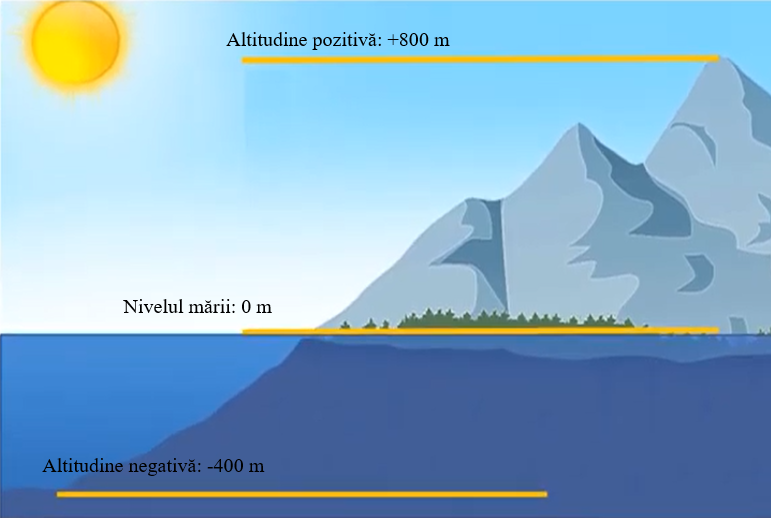 Altitudine pozitivă: +800 m
Nivelul mării: 0 m
Altitudine negativă: -400 m